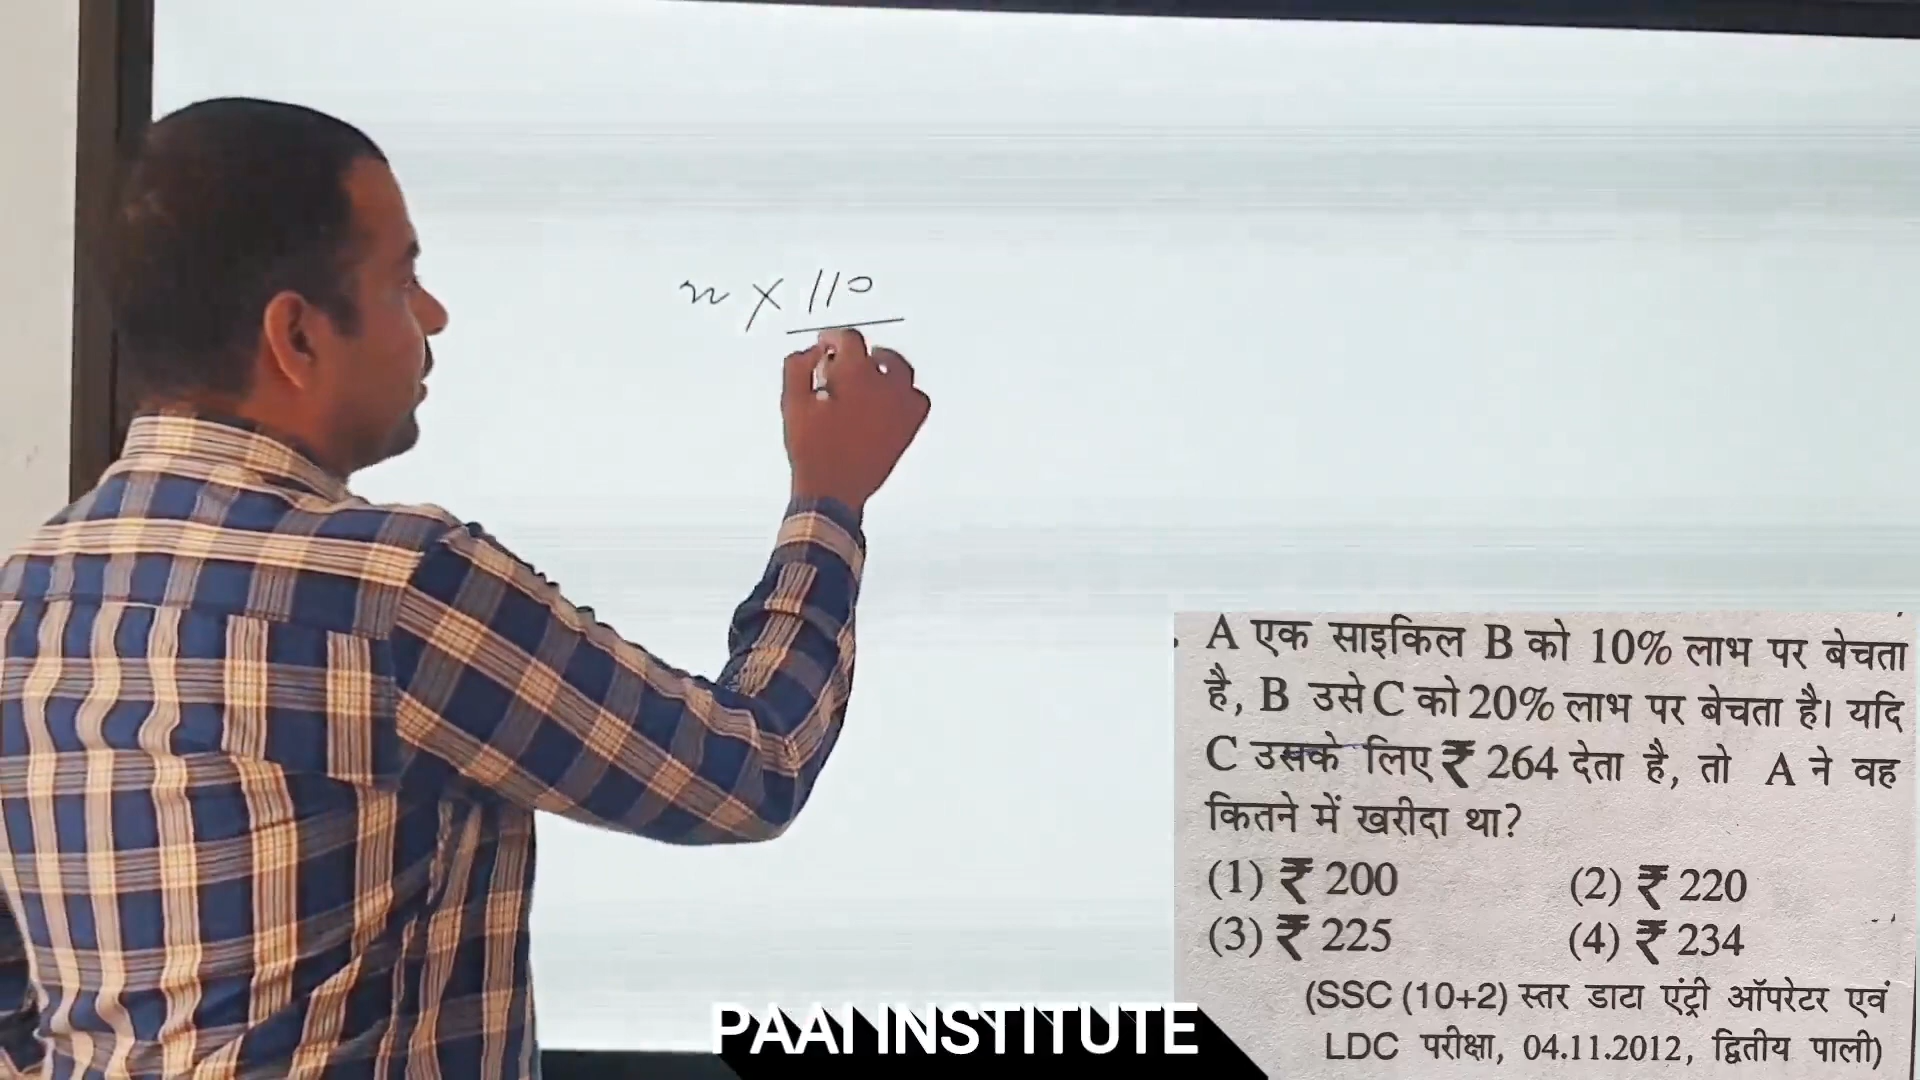 x × 110
A एक साइकिल B को 10% लाभ पर बेचता
है, B उसे C को 20% लाभ पर बेचता है। यदि
C उसके लिए ₹ 264 देता है, तो A ने वह
कितने में खरीदा था?
(1) ₹ 200 (2) ₹ 220
(3) ₹ 225 (4) ₹ 234
(SSC (10+2) स्तर डाटा एंट्री ऑपरेटर एवं
LDC परीक्षा, 04.11.2012, द्वितीय पाली)
PAAI INSTITUTE